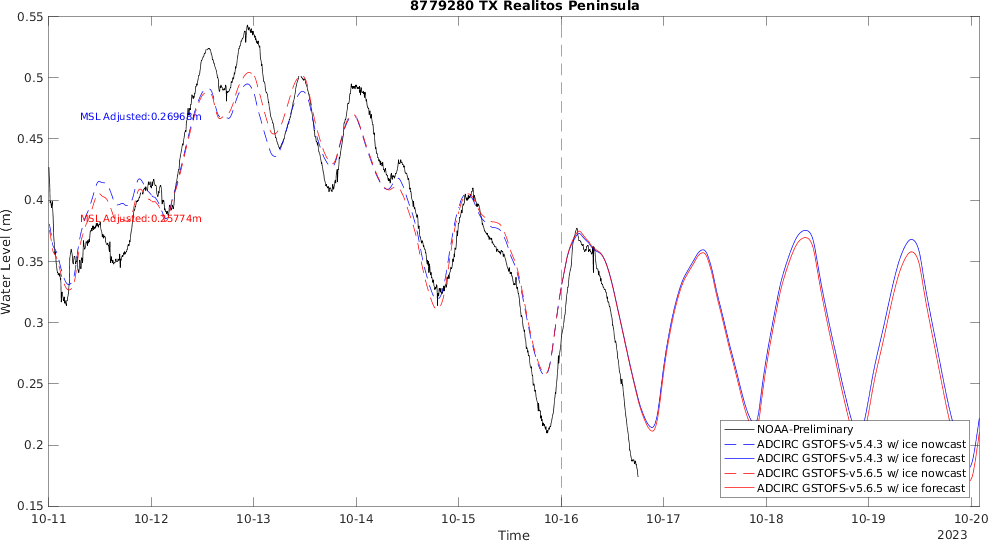 8779280 TX Realitos Peninsula
Water Level (m)
0.55
0.5
0.45
0.4
0.35
0.3
0.25
0.2
0.15
MSL Adjusted:0.26963m
MSL Adjusted:0.25774m
NOAA-Preliminary
ADCIRC GSTOFS-v5.4.3 w/ ice nowcast
ADCIRC GSTOFS-v5.4.3 w/ ice forecast
ADCIRC GSTOFS-v5.6.5 w/ ice nowcast
ADCIRC GSTOFS-v5.6.5 w/ ice forecast
10-11 10-12 10-13 10-14 10-15 10-16 10-17 10-18 10-19 10-20
Time
2023